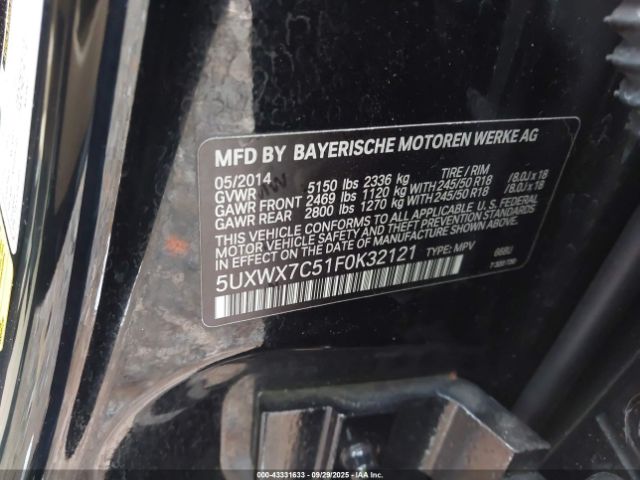 MFD BY BAYERISCHE MOTOREN WERKE AG
05/2014 TIRE / RIM
GVWR 5150 lbs 2336 kg
GAWR FRONT 2469 lbs 1120 kg WITH 245/50 R18 / 8.0J x 18
GAWR REAR 2800 lbs 1270 kg WITH 245/50 R18 / 8.0J x 18
THIS VEHICLE CONFORMS TO ALL APPLICABLE U.S. FEDERAL
MOTOR VEHICLE SAFETY AND THEFT PREVENTION STANDARDS
IN EFFECT ON THE DATE OF MANUFACTURE SHOWN ABOVE.
5UXWX7C51F0K32121 TYPE: MPV
000-43331633 - 09/29/2025 - IAA Inc.